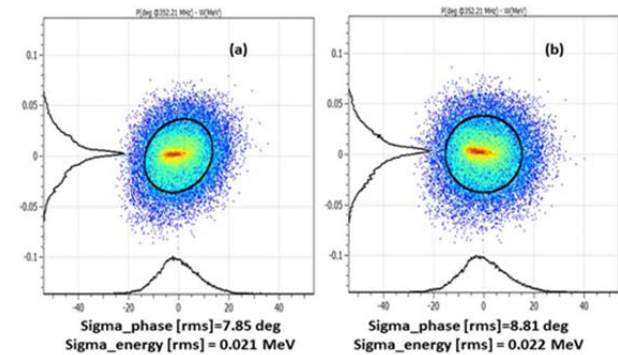 P[deg @352.21 MHz] - W[MeV]
P[deg @352.21 MHz] - W[MeV]
(a)
(b)
0.1
0.05
0
-0.05
-0.1
0.1
0.05
0
-0.05
-0.1
-40 -20 0 20 40
-40 -20 0 20 40
Sigma_phase [rms]=7.85 deg
Sigma_energy [rms] = 0.021 MeV
Sigma_phase [rms]=8.81 deg
Sigma_energy [rms] = 0.022 MeV